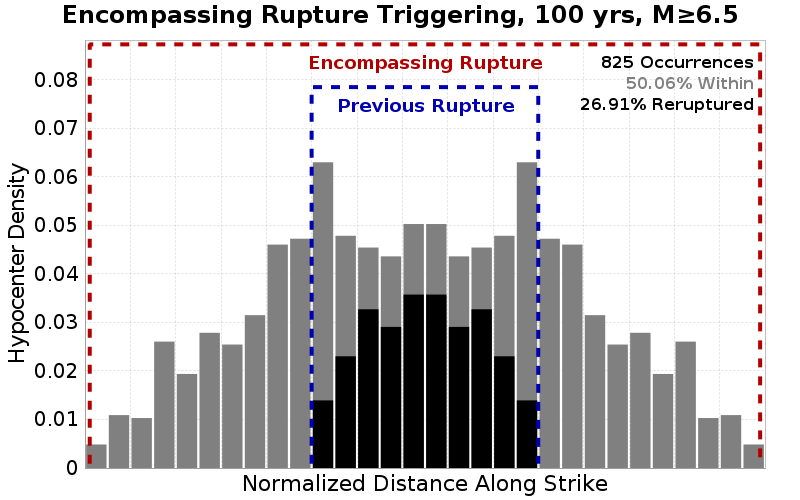 Encompassing Rupture Triggering, 100 yrs, M≥6.5
Encompassing Rupture
825 Occurrences
50.06% Within
26.91% Reruptured
Previous Rupture
Hypocenter Density
0.08
0.07
0.06
0.05
0.04
0.03
0.02
0.01
0
Normalized Distance Along Strike